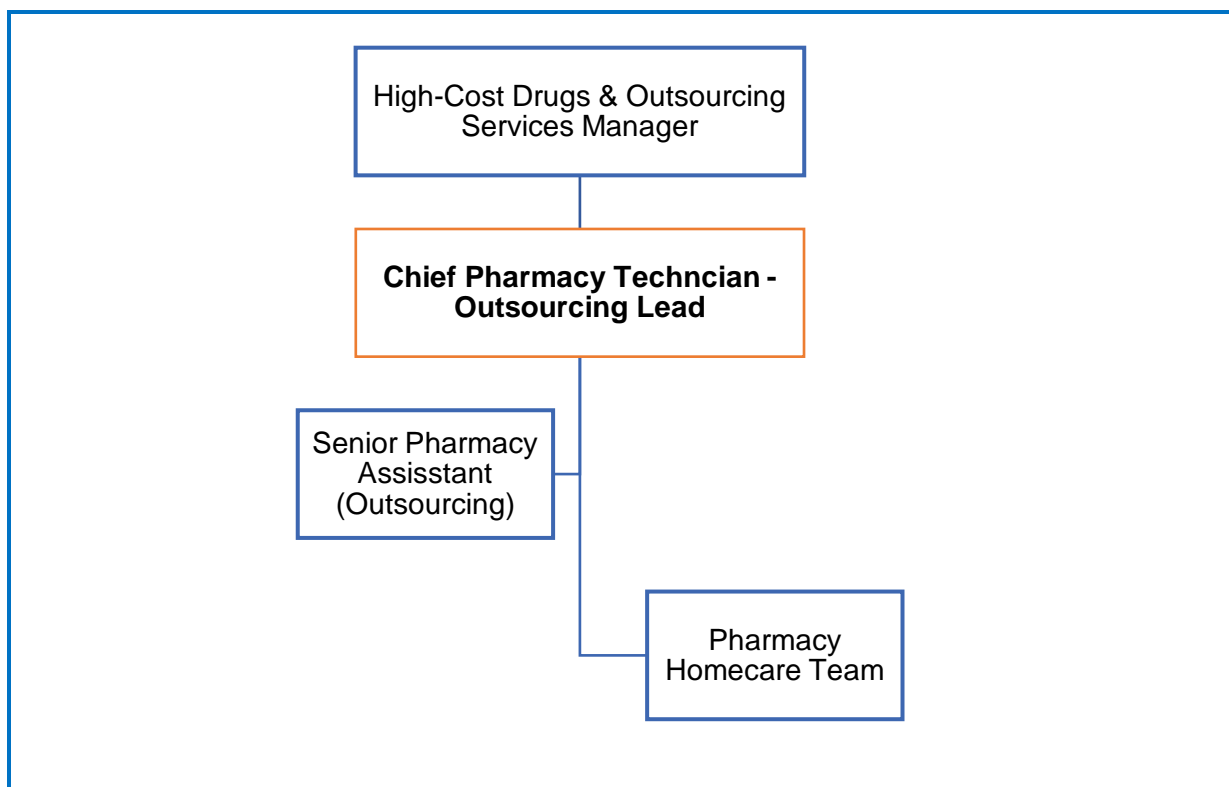 High-Cost Drugs & Outsourcing
Services Manager
Chief Pharmacy Techncian -
Outsourcing Lead
Senior Pharmacy
Assisstant
(Outsourcing)
Pharmacy
Homecare Team